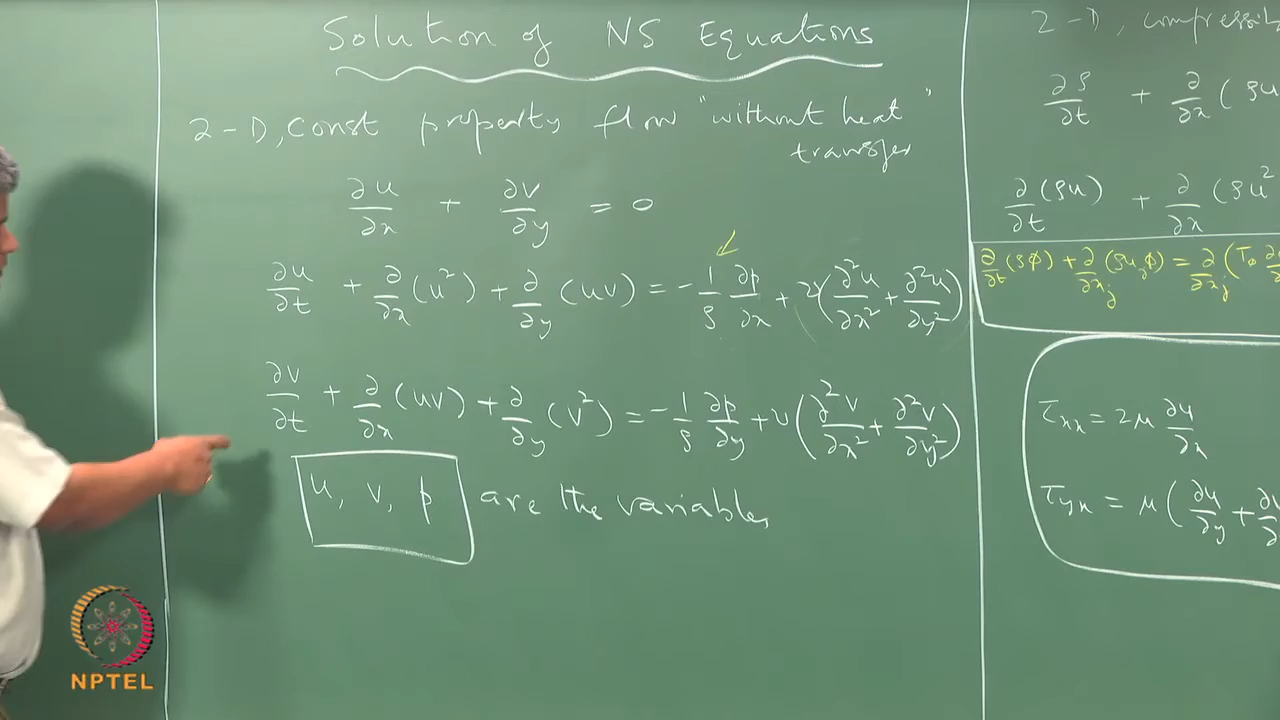 Solution of NS Equations
2-D, Const property flow "without heat transfer"
∂u/∂x + ∂v/∂y = 0
∂u/∂t + ∂/∂x (u²) + ∂/∂y (uv) = -1/ρ ∂p/∂x + ν(∂²u/∂x² + ∂²u/∂y²)
∂v/∂t + ∂/∂x (uv) + ∂/∂y (v²) = -1/ρ ∂p/∂y + ν(∂²v/∂x² + ∂²v/∂y²)
u, v, p are the variables
2-D,
∂ρ/∂t + ∂/∂x (ρu
∂/∂t (ρu) + ∂/∂x (ρu²
∂/∂t (ρφ) + ∂/∂xj (ρujφ) = ∂/∂xj (Γφ
τxx = 2μ ∂u/∂x
τyx = μ (∂u/∂y +
NPTEL